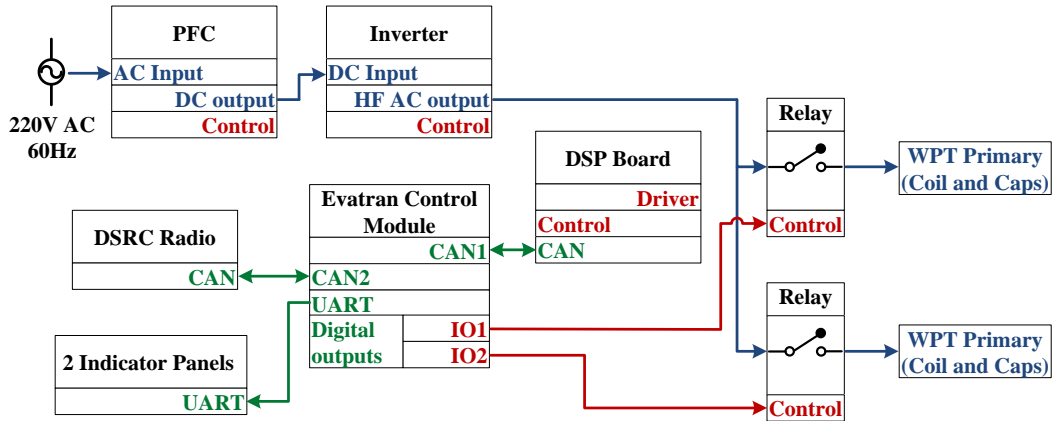 PFC
AC Input
DC output
Control
220V AC
60Hz
Inverter
DC Input
HF AC output
Control
Relay
Control
WPT Primary
(Coil and Caps)
DSP Board
Driver
Control
CAN
Evatran Control
Module
CAN1
CAN2
UART
Digital
outputs
IO1
IO2
DSRC Radio
CAN
2 Indicator Panels
UART
Relay
Control
WPT Primary
(Coil and Caps)